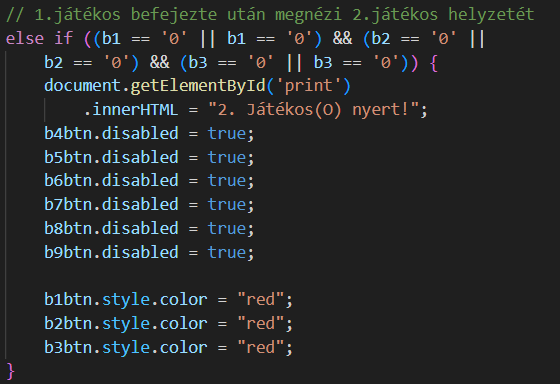 // 1.játékos befejezte után megnézi 2.játékos helyzetét
else if ((b1 == '0' || b1 == '0') && (b2 == '0' ||
    b2 == '0') && (b3 == '0' || b3 == '0')) {
    document.getElementById('print')
        .innerHTML = "2. Játékos(O) nyert!";
    b4btn.disabled = true;
    b5btn.disabled = true;
    b6btn.disabled = true;
    b7btn.disabled = true;
    b8btn.disabled = true;
    b9btn.disabled = true;

    b1btn.style.color = "red";
    b2btn.style.color = "red";
    b3btn.style.color = "red";
}